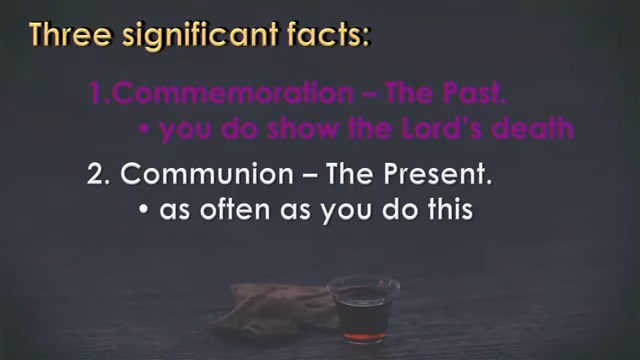 Three significant facts:
1.Commemoration – The Past.
• you do show the Lord's death
2. Communion – The Present.
• as often as you do this